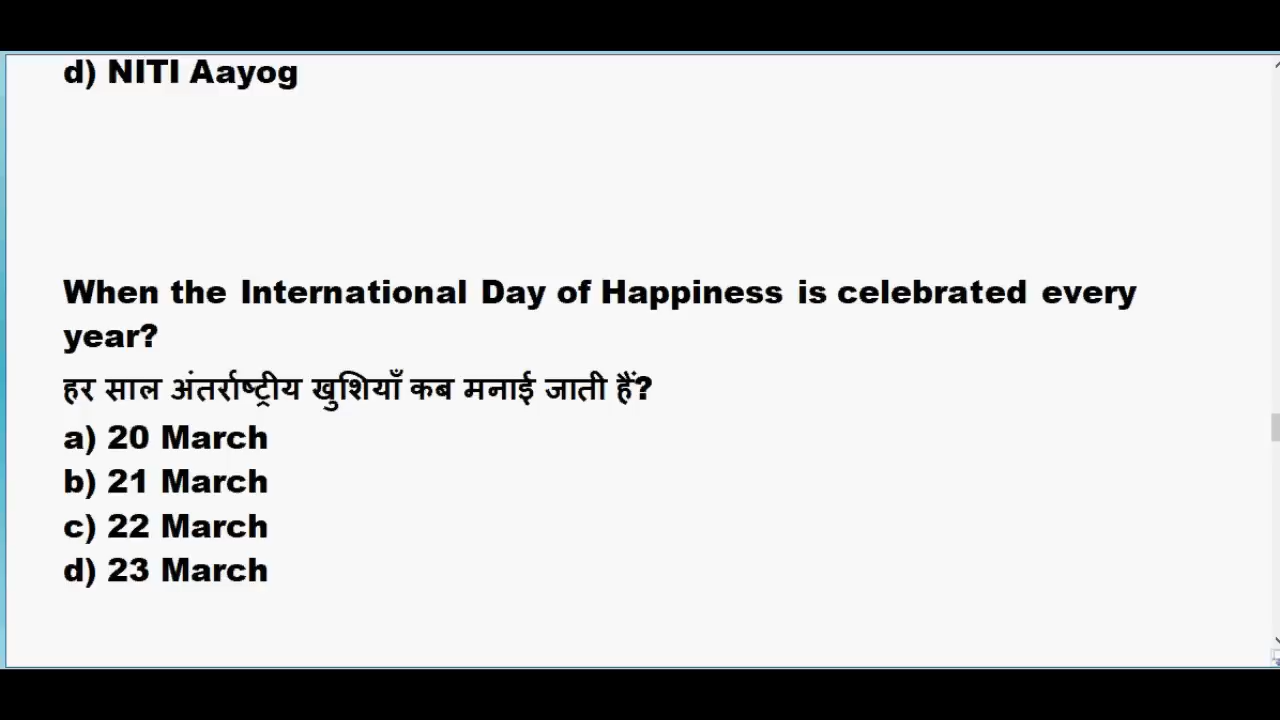 d) NITI Aayog
When the International Day of Happiness is celebrated every
year?
हर साल अंतर्राष्ट्रीय खुशियाँ कब मनाई जाती हैं?
a) 20 March
b) 21 March
c) 22 March
d) 23 March